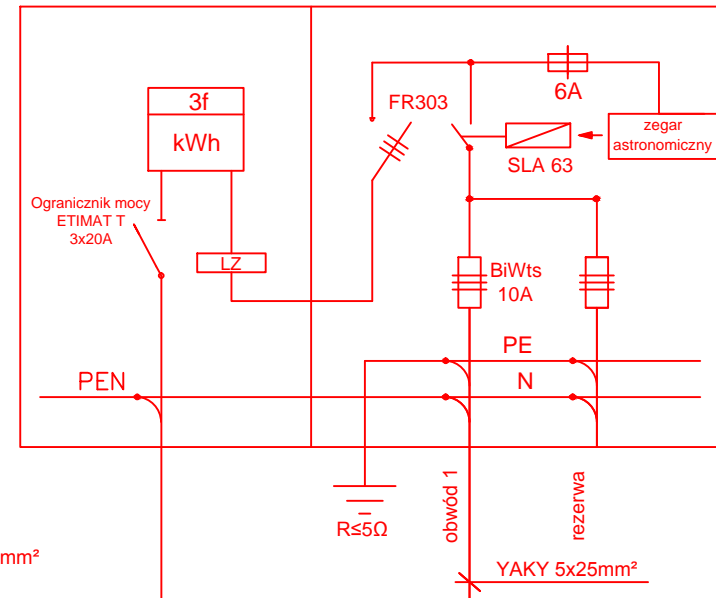 3f
kWh
Ogranicznik mocy
ETIMAT T
3x20A
LZ
FR303
6A
SLA 63
zegar
astronomiczny
BiWts
10A
PE
PEN
N
R≤5Ω
obwód 1
rezerwa
mm²
YAKY 5x25mm²